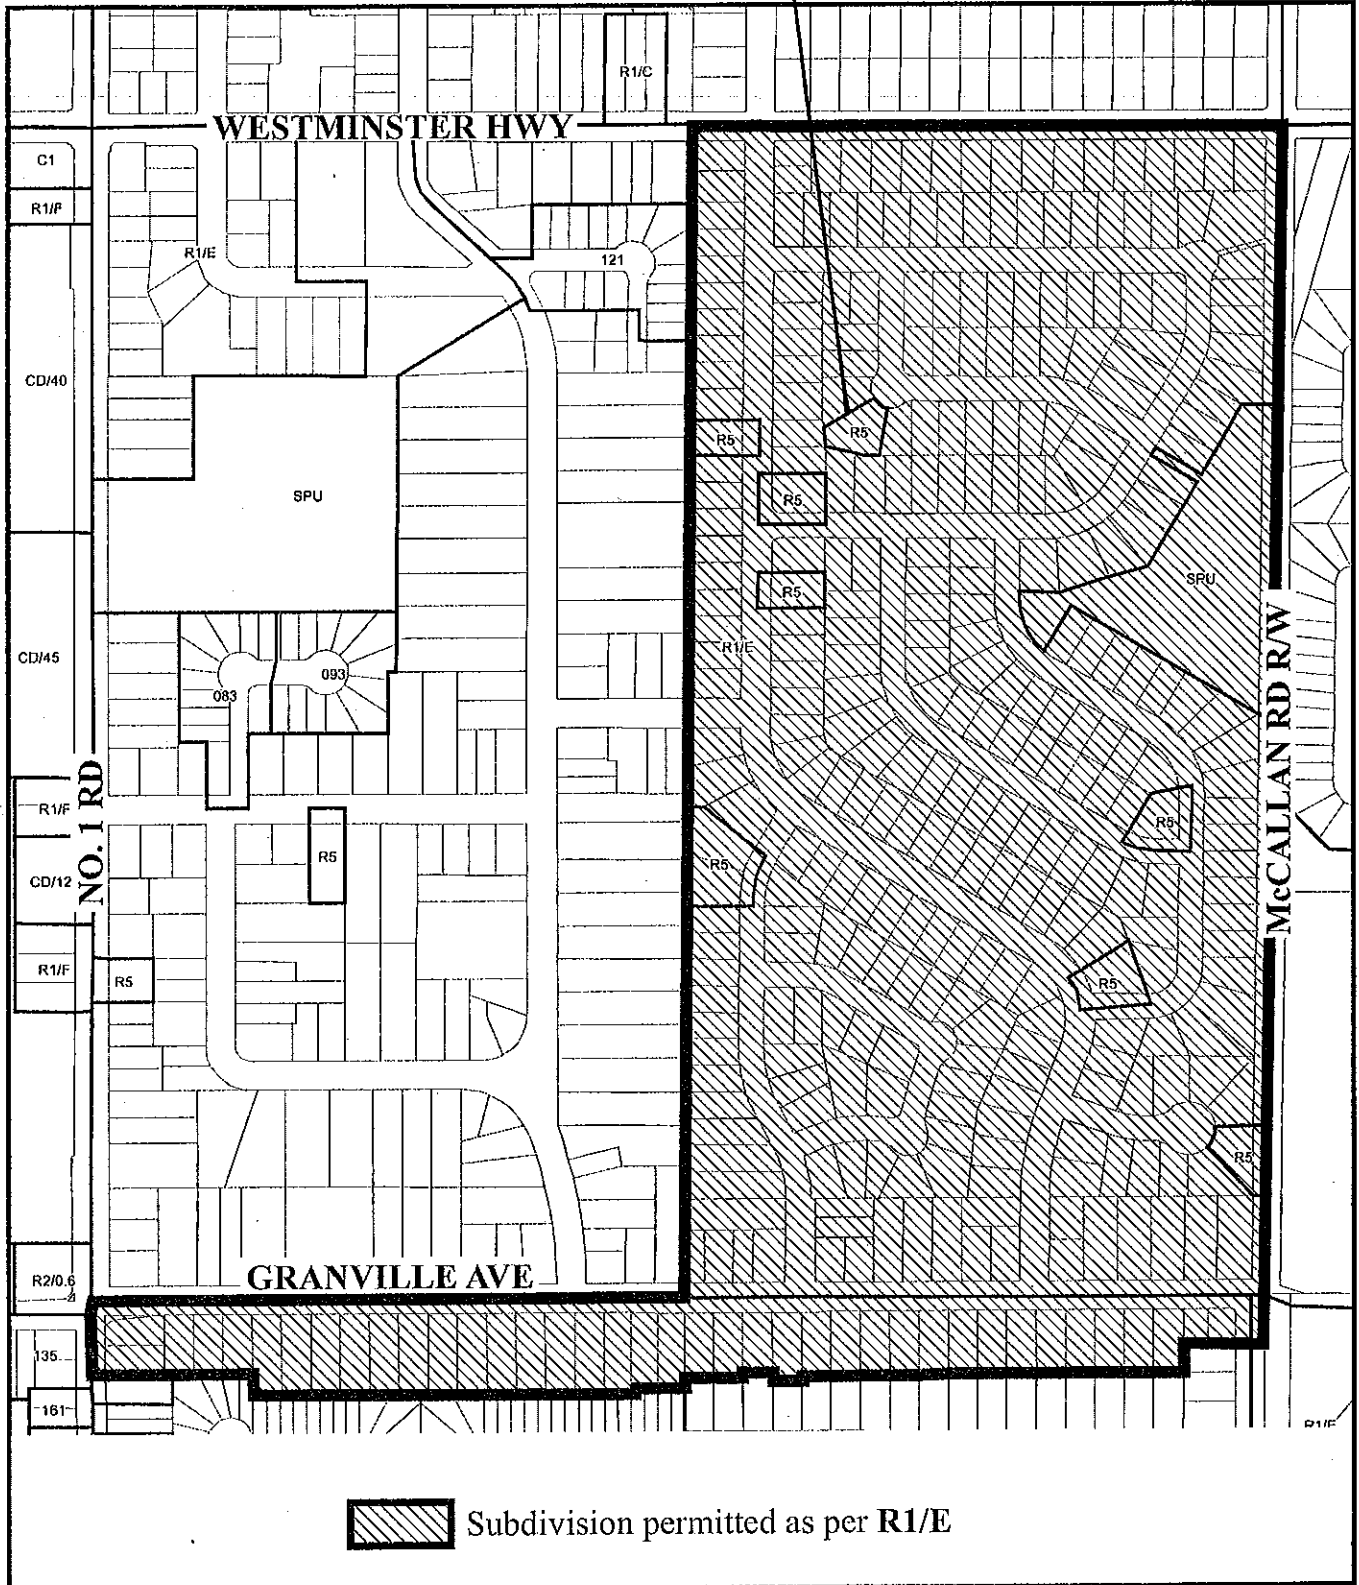 R1/C
WESTMINSTER HWY
C1
R1/F
R1/E
121
CD/40
R5
R5
SPU
R5
R5
SPU
CD/45
R1/E
083
093
McCALLAN RD R/W
NO. 1 RD
R1/F
R5
R5
R5
CD/12
R1/F
R5
R5
R5
GRANVILLE AVE
R2/0.6
135
161
R1/E
Subdivision permitted as per R1/E